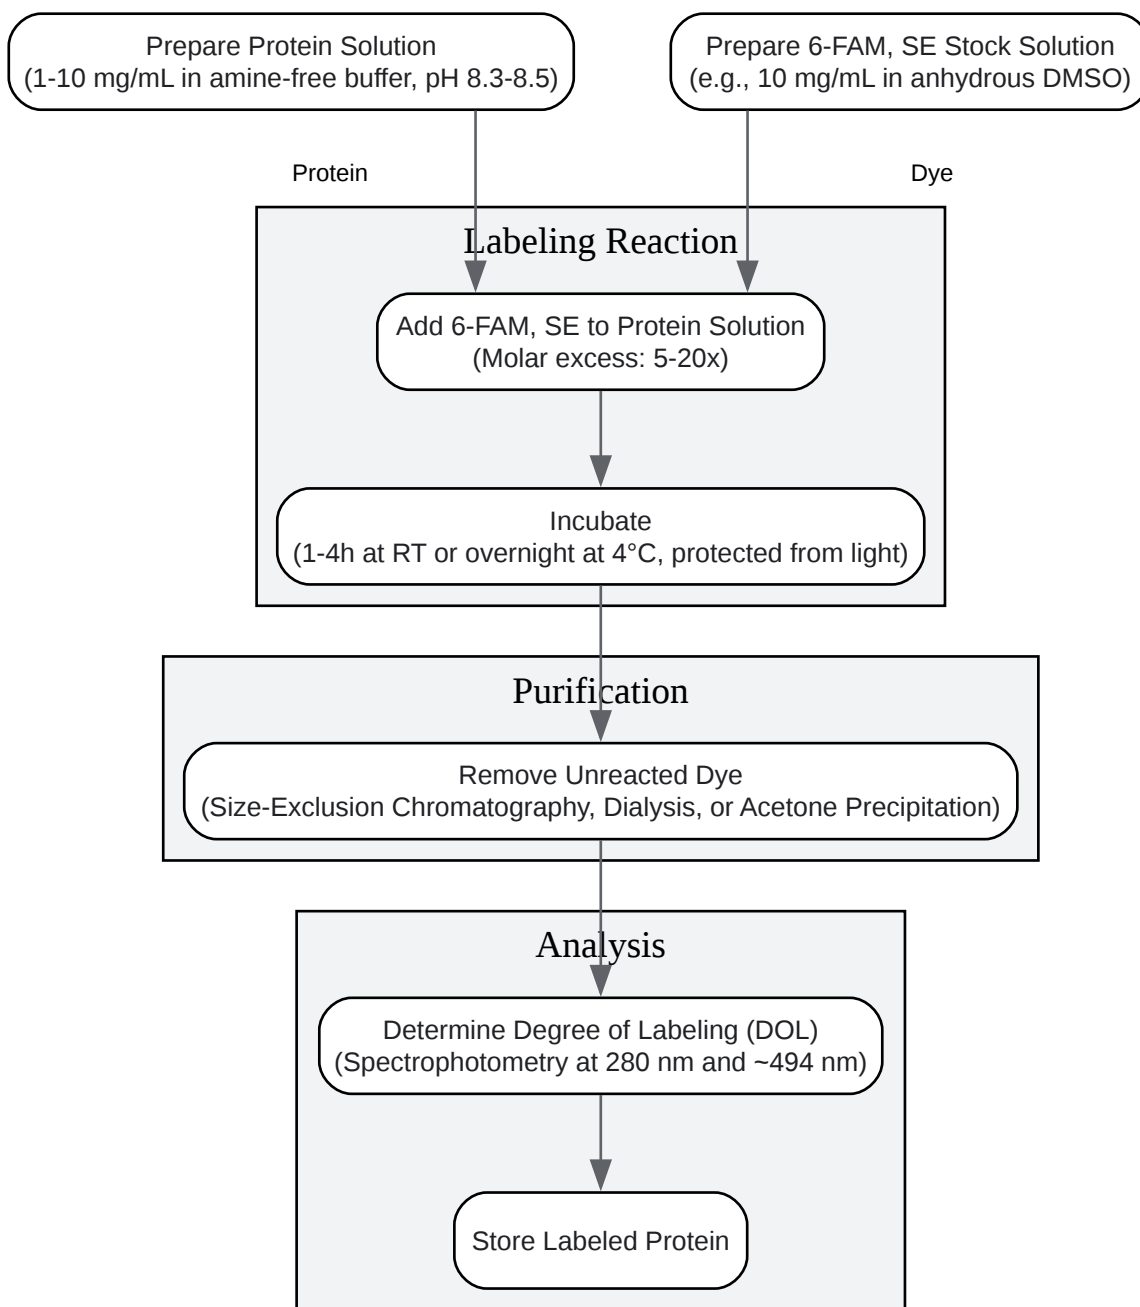 Prepare Protein Solution
(1-10 mg/mL in amine-free buffer, pH 8.3-8.5)
Prepare 6-FAM, SE Stock Solution
(e.g., 10 mg/mL in anhydrous DMSO)
Protein
Dye
Labeling Reaction
Add 6-FAM, SE to Protein Solution
(Molar excess: 5-20x)
Incubate
(1-4h at RT or overnight at 4°C, protected from light)
Purification
Remove Unreacted Dye
(Size-Exclusion Chromatography, Dialysis, or Acetone Precipitation)
Analysis
Determine Degree of Labeling (DOL)
(Spectrophotometry at 280 nm and ~494 nm)
Store Labeled Protein